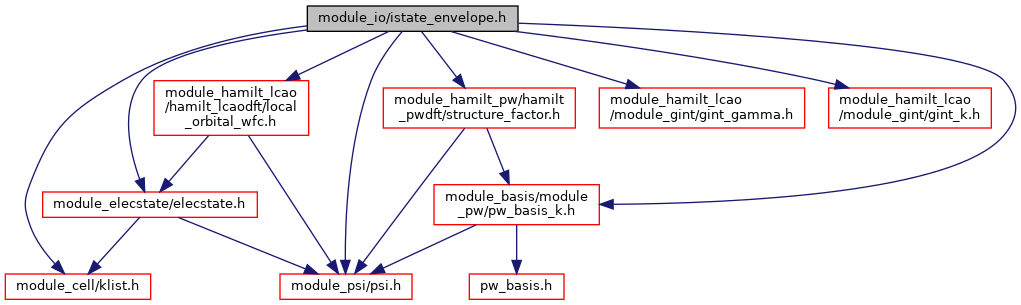 module_io/istate_envelope.h
module_hamilt_lcao
/hamilt_lcaodft/local
_orbital_wfc.h
module_hamilt_pw/hamilt
_pwdft/structure_factor.h
module_hamilt_lcao
/module_gint/gint_gamma.h
module_hamilt_lcao
/module_gint/gint_k.h
module_elecstate/elecstate.h
module_basis/module
_pw/pw_basis_k.h
module_cell/klist.h
module_psi/psi.h
pw_basis.h